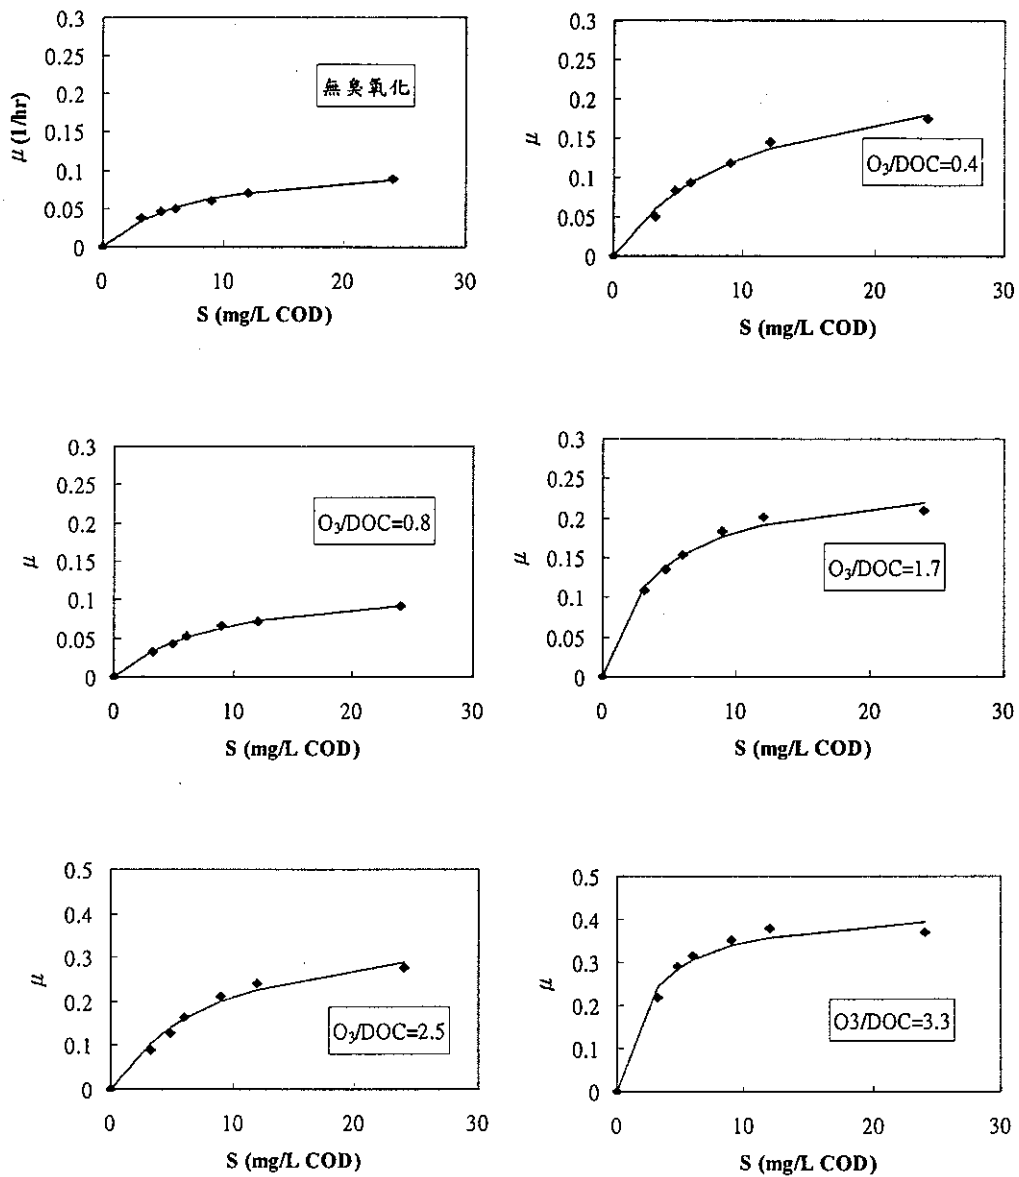 0.3
0.25
0.2
0.15
0.1
0.05
0
μ (1/hr)
無臭氧化
0 10 20 30
S (mg/L COD)
0.3
0.25
0.2
0.15
0.1
0.05
0
μ
O₃/DOC=0.4
0 10 20 30
S (mg/L COD)
0.3
0.25
0.2
0.15
0.1
0.05
0
μ
O₃/DOC=0.8
0 10 20 30
S (mg/L COD)
0.3
0.25
0.2
0.15
0.1
0.05
0
μ
O₃/DOC=1.7
0 10 20 30
S (mg/L COD)
0.5
0.4
0.3
0.2
0.1
0
μ
O₃/DOC=2.5
0 10 20 30
S (mg/L COD)
0.5
0.4
0.3
0.2
0.1
0
μ
O3/DOC=3.3
0 10 20 30
S (mg/L COD)